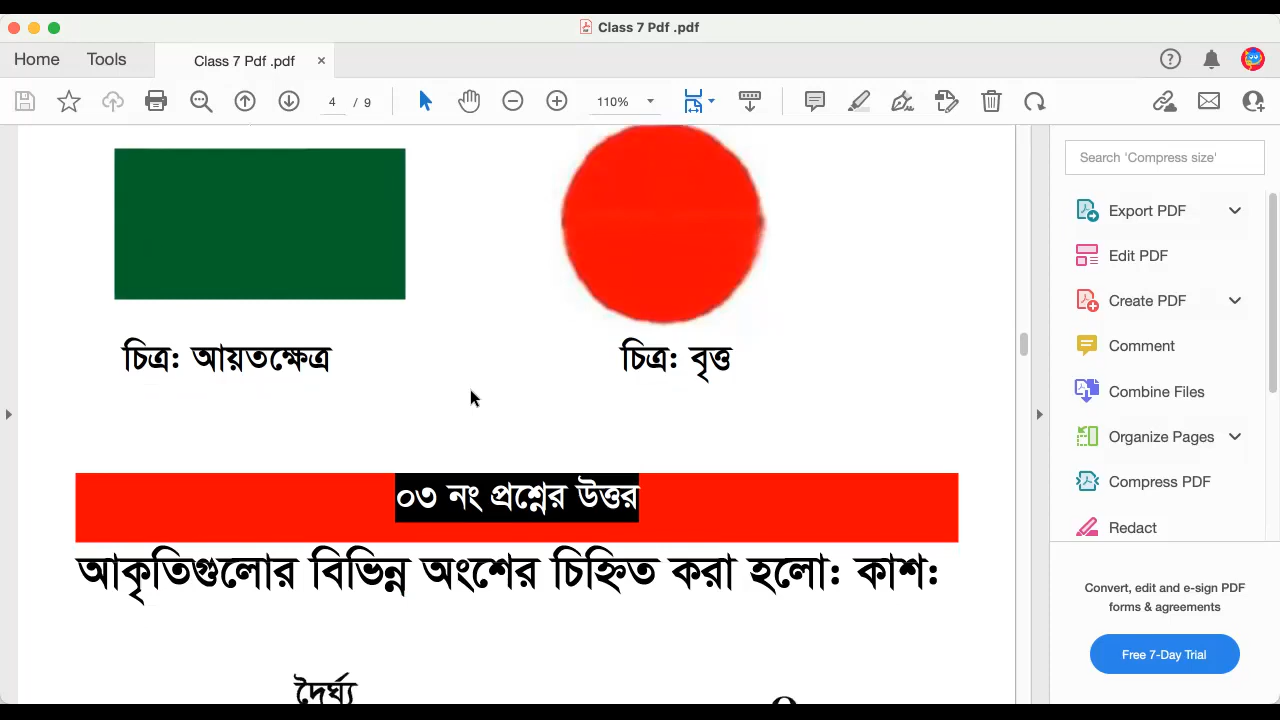 Class 7 Pdf .pdf
Home
Tools
Class 7 Pdf .pdf ×
4 / 9
110%
Search 'Compress size'
Export PDF
Edit PDF
Create PDF
Comment
Combine Files
Organize Pages
Compress PDF
Redact
Convert, edit and e-sign PDF
forms & agreements
Free 7-Day Trial
চিত্র: আয়তক্ষেত্র
চিত্র: বৃত্ত
০৩ নং প্রশ্নের উত্তর
আকৃতিগুলোর বিভিন্ন অংশের চিহ্নিত করা হলো: কাশ:
দৈর্ঘ্য